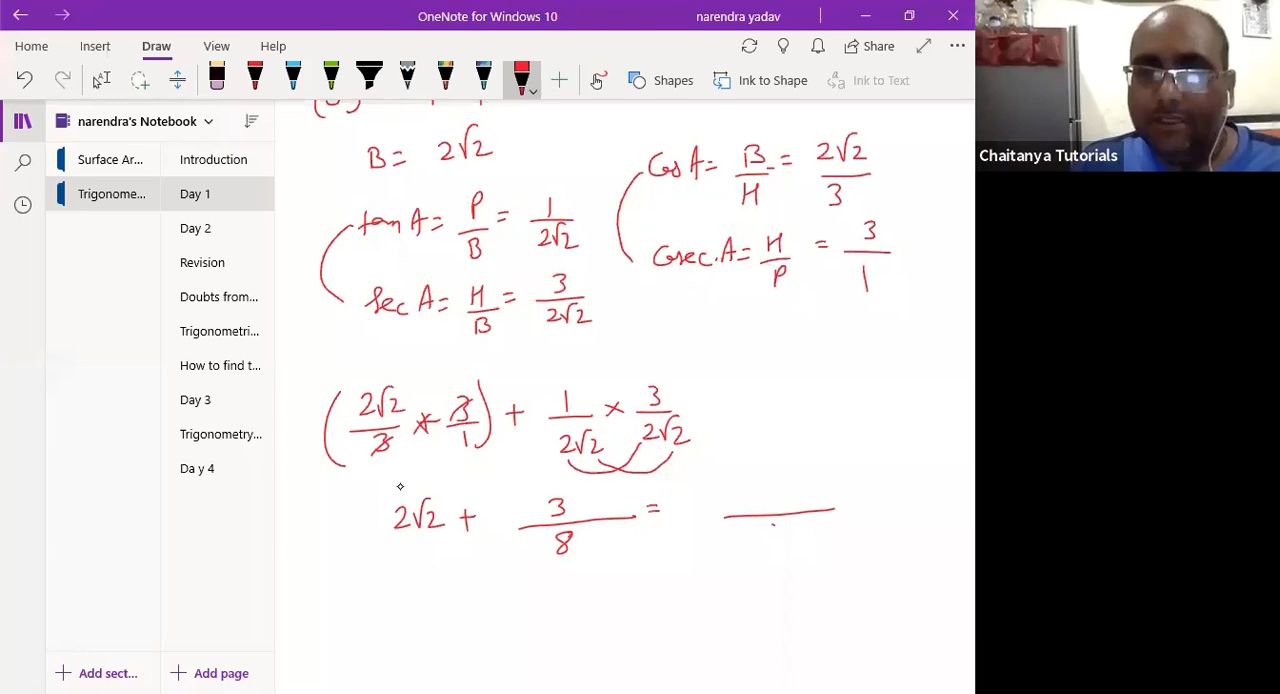 OneNote for Windows 10
narendra yadav
Home Insert Draw View Help
Share
Shapes
Ink to Shape
Ink to Text
narendra's Notebook
Surface Ar...
Trigonome...
Introduction
Day 1
Day 2
Revision
Doubts from...
Trigonometri...
How to find t...
Day 3
Trigonometry...
Da y 4
Add sect...
Add page
Chaitanya Tutorials
B = 2√2
tan A = P/B = 1/2√2
Sec A = H/B = 3/2√2
Cos A = B/H = 2√2/3
Cosec. A = H/P = 3/1
(2√2/3 * 3/1) + 1/2√2 × 3/2√2
2√2 + 3/8 =